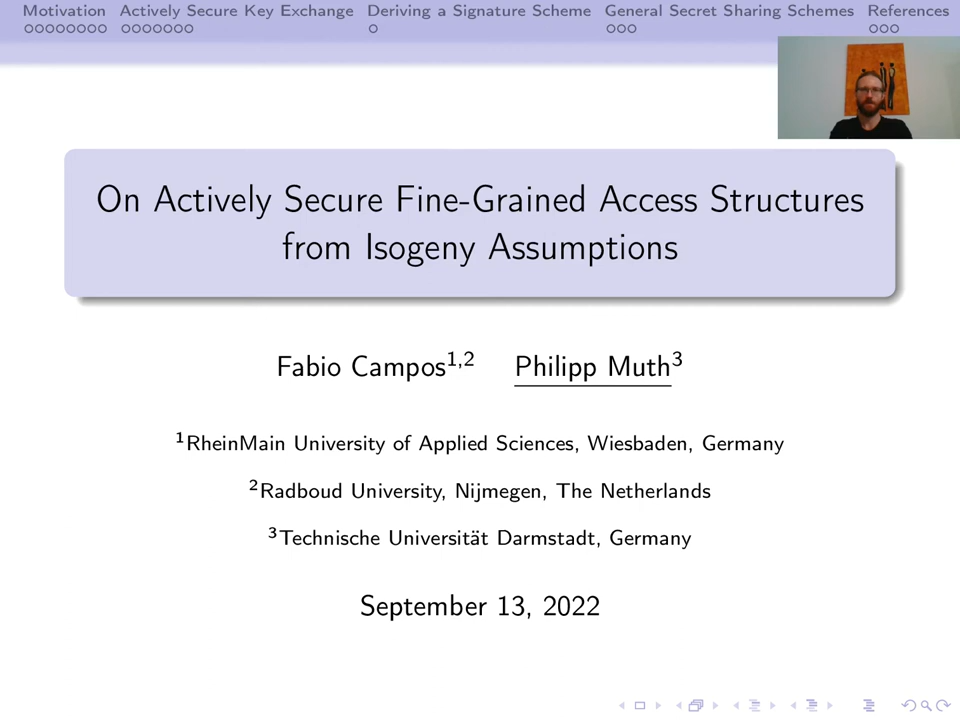 Motivation Actively Secure Key Exchange Deriving a Signature Scheme General Secret Sharing Schemes References
On Actively Secure Fine-Grained Access Structures
from Isogeny Assumptions
Fabio Campos1,2 Philipp Muth3
1RheinMain University of Applied Sciences, Wiesbaden, Germany
2Radboud University, Nijmegen, The Netherlands
3Technische Universität Darmstadt, Germany
September 13, 2022